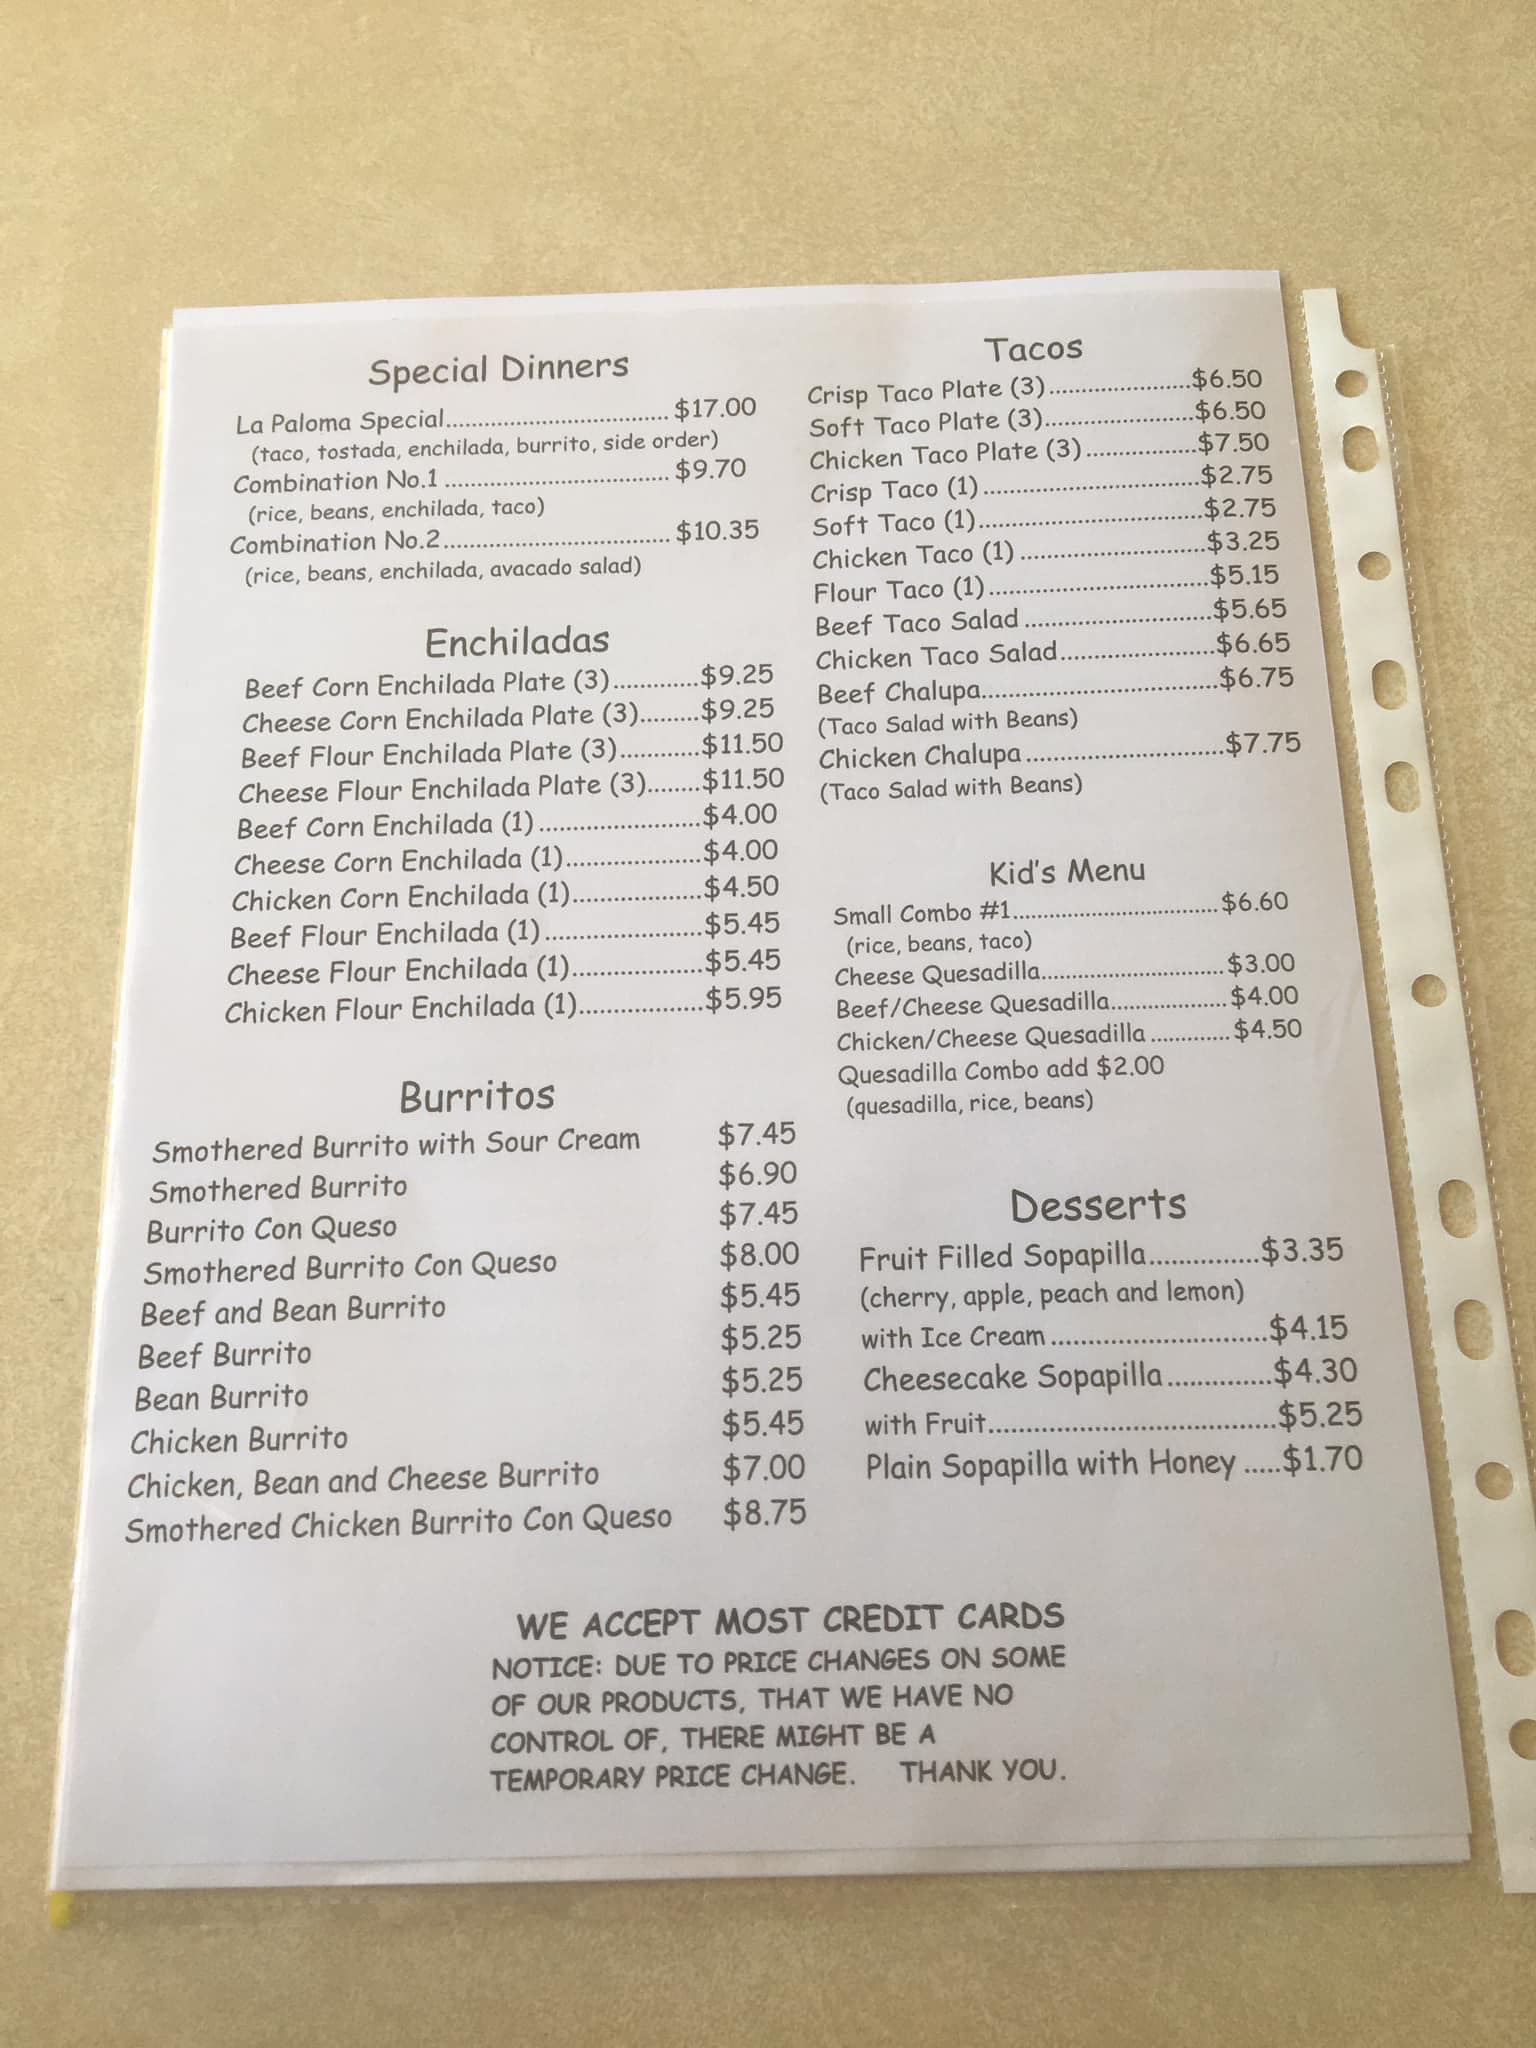 Special Dinners
La Paloma Special................................. $17.00
(taco, tostada, enchilada, burrito, side order)
Combination No.1 ................................. $9.70
(rice, beans, enchilada, taco)
Combination No.2.................................. $10.35
(rice, beans, enchilada, avacado salad)
Enchiladas
Beef Corn Enchilada Plate (3).............$9.25
Cheese Corn Enchilada Plate (3).........$9.25
Beef Flour Enchilada Plate (3)............$11.50
Cheese Flour Enchilada Plate (3)........$11.50
Beef Corn Enchilada (1) ........................$4.00
Cheese Corn Enchilada (1)....................$4.00
Chicken Corn Enchilada (1)...................$4.50
Beef Flour Enchilada (1) .......................$5.45
Cheese Flour Enchilada (1)....................$5.45
Chicken Flour Enchilada (1)...................$5.95
Burritos
Smothered Burrito with Sour Cream $7.45
Smothered Burrito $6.90
Burrito Con Queso $7.45
Smothered Burrito Con Queso $8.00
Beef and Bean Burrito $5.45
Beef Burrito $5.25
Bean Burrito $5.25
Chicken Burrito $5.45
Chicken, Bean and Cheese Burrito $7.00
Smothered Chicken Burrito Con Queso $8.75
Tacos
Crisp Taco Plate (3)......................$6.50
Soft Taco Plate (3).......................$6.50
Chicken Taco Plate (3) .................$7.50
Crisp Taco (1) .................................$2.75
Soft Taco (1)..................................$2.75
Chicken Taco (1) ............................$3.25
Flour Taco (1).................................$5.15
Beef Taco Salad ............................$5.65
Chicken Taco Salad.......................$6.65
Beef Chalupa...................................$6.75
(Taco Salad with Beans)
Chicken Chalupa .............................$7.75
(Taco Salad with Beans)
Kid's Menu
Small Combo #1................................ $6.60
(rice, beans, taco)
Cheese Quesadilla............................$3.00
Beef/Cheese Quesadilla................... $4.00
Chicken/Cheese Quesadilla ............. $4.50
Quesadilla Combo add $2.00
(quesadilla, rice, beans)
Desserts
Fruit Filled Sopapilla...............$3.35
(cherry, apple, peach and lemon)
with Ice Cream .............................$4.15
Cheesecake Sopapilla..............$4.30
with Fruit......................................$5.25
Plain Sopapilla with Honey .....$1.70
WE ACCEPT MOST CREDIT CARDS
NOTICE: DUE TO PRICE CHANGES ON SOME
OF OUR PRODUCTS, THAT WE HAVE NO
CONTROL OF, THERE MIGHT BE A
TEMPORARY PRICE CHANGE. THANK YOU.